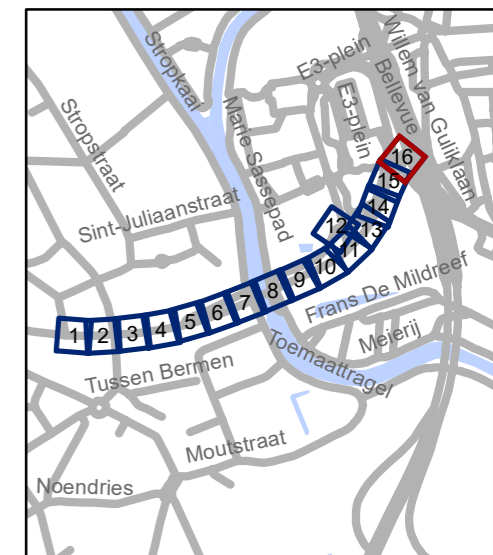 Willem van Guliklaan
Bellevue
E3-plein
Stropkaai
E3-plein
Marie Sassepad
Stropstraat
Sint-Juliaanstraat
16
15
14
13
12
11
10
9
8
7
6
5
4
3
2
1
Frans De Mildreef
Meierij
Toemaattragel
Tussen Bermen
Moutstraat
Noendries